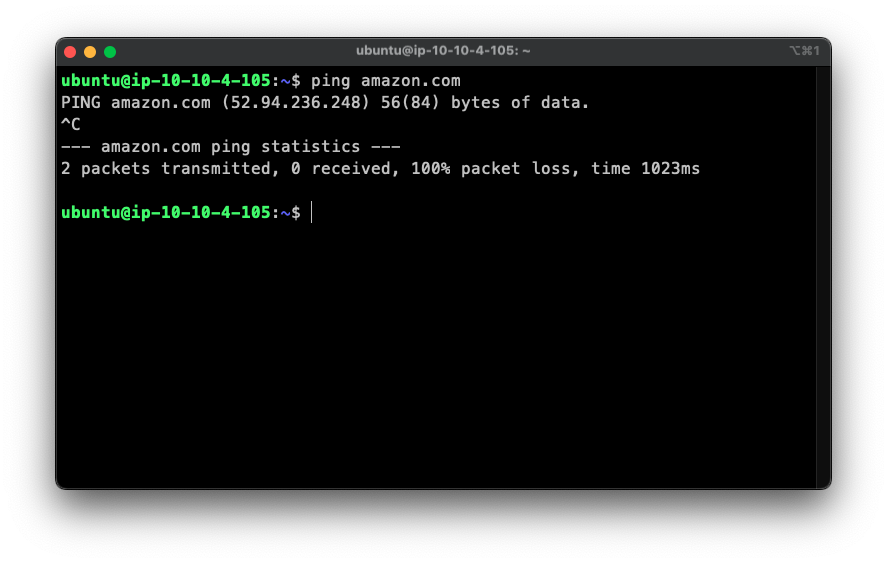 ubuntu@ip-10-10-4-105: ~
⌥⌘1
ubuntu@ip-10-10-4-105:~$ ping amazon.com
PING amazon.com (52.94.236.248) 56(84) bytes of data.
^C
--- amazon.com ping statistics ---
2 packets transmitted, 0 received, 100% packet loss, time 1023ms
ubuntu@ip-10-10-4-105:~$